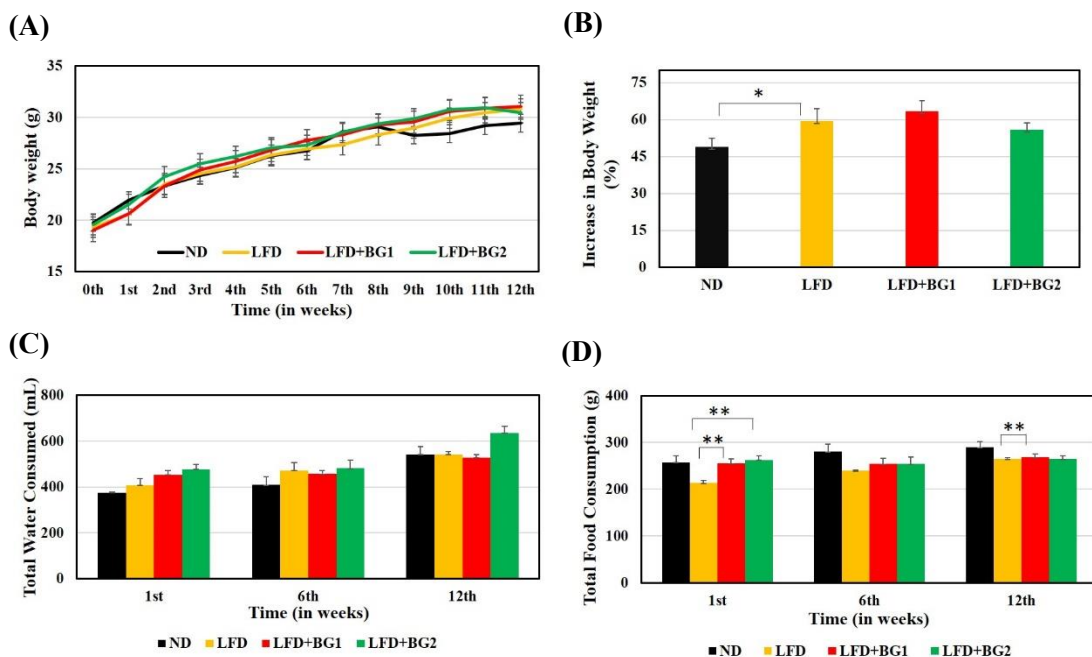 (A)
Body weight (g)
35
30
25
20
15
ND LFD LFD+BG1 LFD+BG2
0th 1st 2nd 3rd 4th 5th 6th 7th 8th 9th 10th 11th 12th
Time (in weeks)
(B)
Increase in Body Weight
(%)
75
60
45
30
15
0
*
ND LFD LFD+BG1 LFD+BG2
(C)
Total Water Consumed (mL)
800
600
400
200
0
1st 6th 12th
Time (in weeks)
ND LFD LFD+BG1 LFD+BG2
(D)
Total Food Consumption (g)
400
300
200
100
0
**
**
**
1st 6th 12th
Time (in weeks)
ND LFD LFD+BG1 LFD+BG2